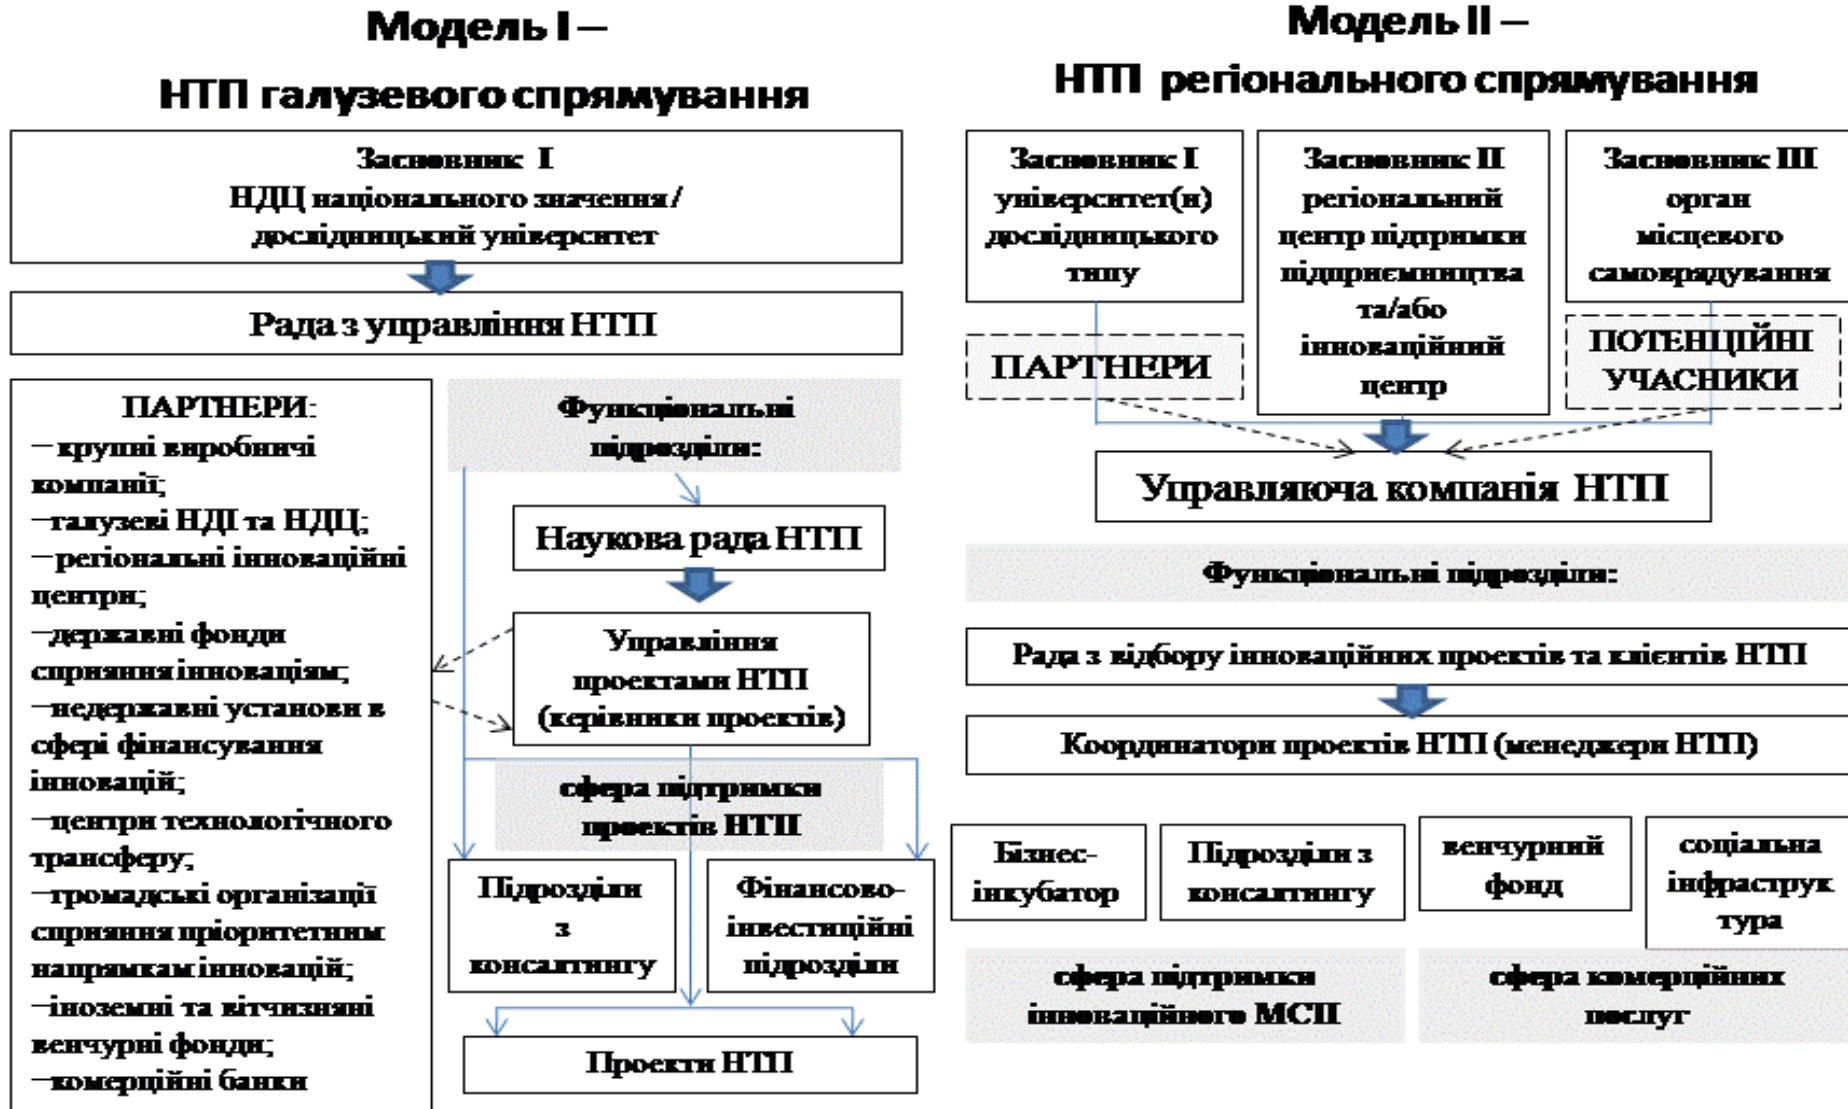 Модель I –
НТП галузевого спрямування
Засновник I
НДЦ національного значення /
дослідницький університет
Рада з управління НТП
ПАРТНЕРИ:
–крупні виробничі
компанії;
–галузеві НДІ та НДЦ;
–регіональні інноваційні
центри;
–державні фонди
сприяння інноваціям;
–недержавні установи в
сфері фінансування
інновацій;
–центри технологічного
трансферу;
–громадські організації
сприяння пріоритетним
напрямкам інновацій;
–іноземні та вітчизняні
венчурні фонди;
–комерційні банки
Функціональні
підрозділи:
Наукова рада НТП
Управління
проектами НТП
(керівники проектів)
сфера підтримки
проектів НТП
Підрозділи
з
консалтингу
Фінансово-
інвестиційні
підрозділи
Проекти НТП
Модель II –
НТП регіонального спрямування
Засновник I
університет(и)
дослідницького
типу
Засновник II
регіональний
центр підтримки
підприємництва
та/або
інноваційний
центр
Засновник III
орган
місцевого
самоврядування
ПАРТНЕРИ
ПОТЕНЦІЙНІ
УЧАСНИКИ
Управляюча компанія НТП
Функціональні підрозділи:
Рада з відбору інноваційних проектів та клієнтів НТП
Координатори проектів НТП (менеджери НТП)
Бізнес-
інкубатор
Підрозділи з
консалтингу
венчурний
фонд
соціальна
інфраструк
тура
сфера підтримки
інноваційного МСП
сфера комерційних
послуг